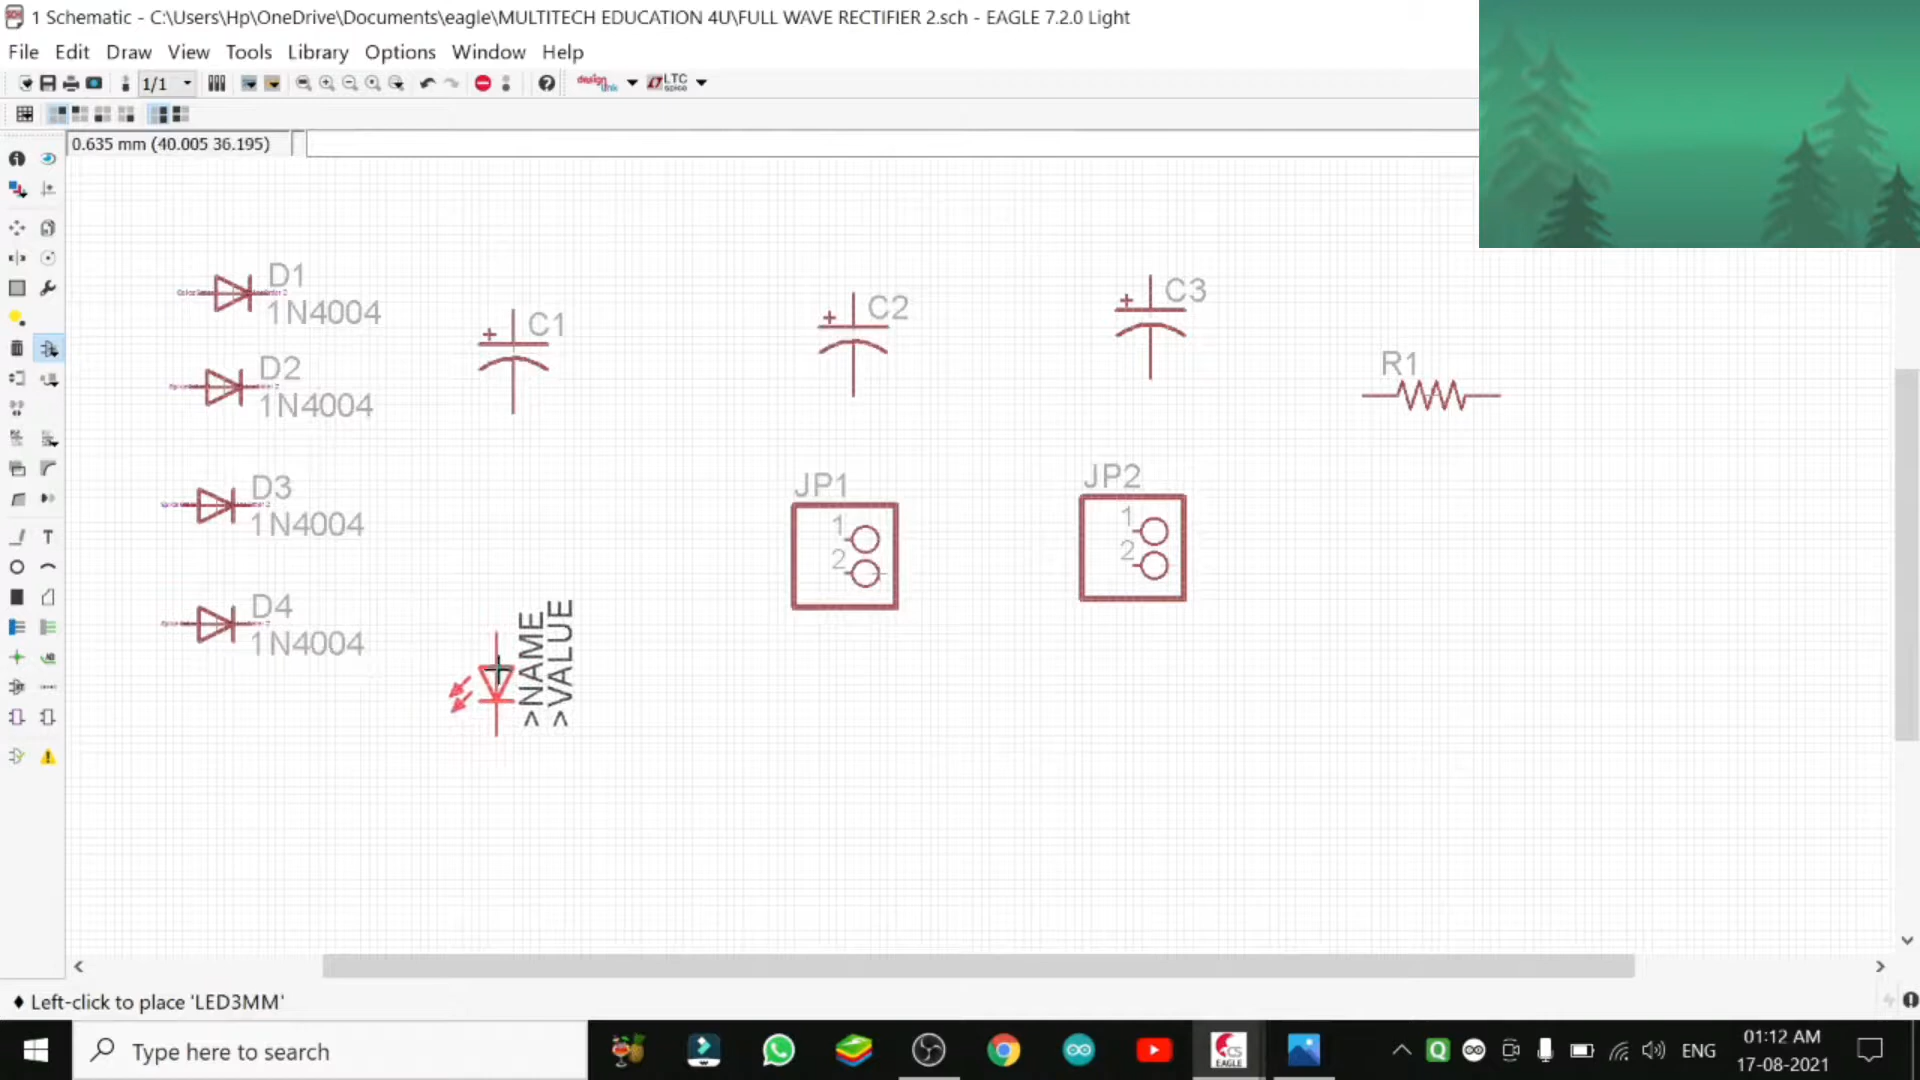 1 Schematic - C:\Users\Hp\OneDrive\Documents\eagle\MULTITECH EDUCATION 4U\FULL WAVE RECTIFIER 2.sch - EAGLE 7.2.0 Light
File Edit Draw View Tools Library Options Window Help
1/1 design LTC
0.635 mm (40.005 36.195)
D1
1N4004
D2
1N4004
D3
1N4004
D4
1N4004
C1
C2
C3
R1
JP1
1
2
JP2
1
2
>NAME
>VALUE
Left-click to place 'LED3MM'
Type here to search
EAGLE
ENG
01:12 AM
17-08-2021